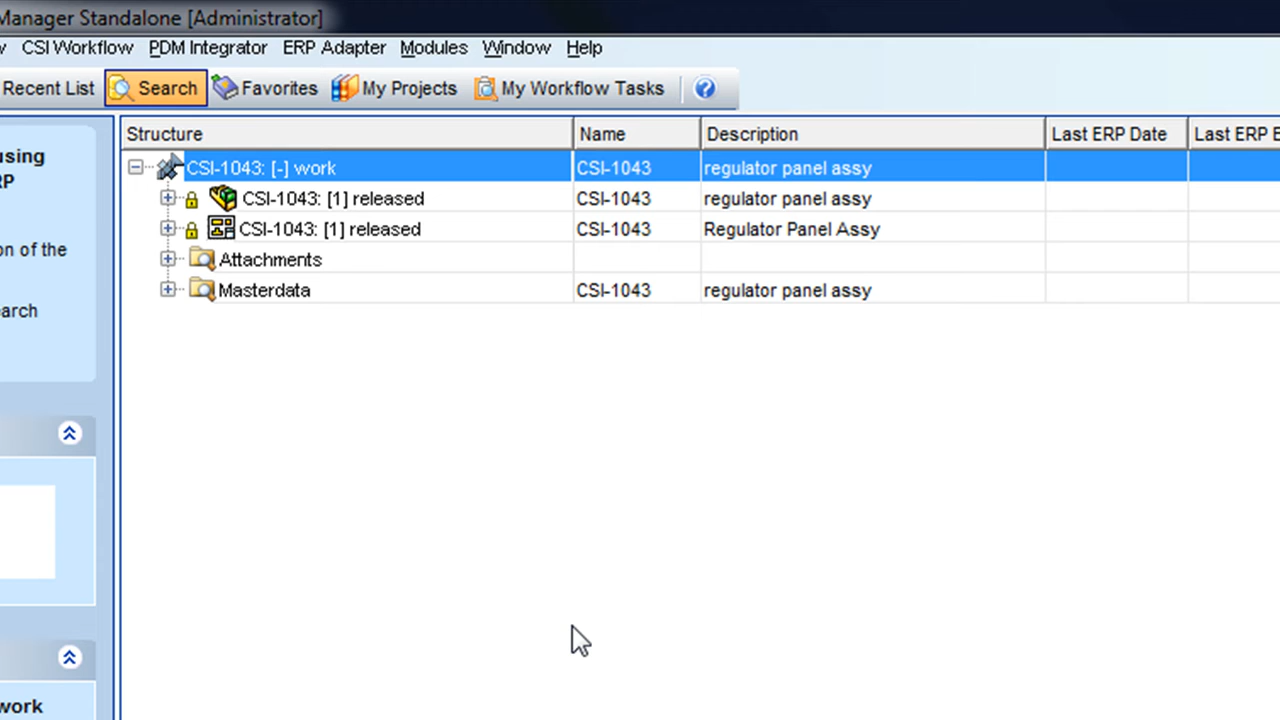 Manager Standalone [Administrator]
CSI Workflow PDM Integrator ERP Adapter Modules Window Help
Recent List Search Favorites My Projects My Workflow Tasks
Structure Name Description Last ERP Date Last ERP
using
CSI-1043: [-] work CSI-1043 regulator panel assy
CSI-1043: [1] released CSI-1043 regulator panel assy
CSI-1043: [1] released CSI-1043 Regulator Panel Assy
on of the
Attachments
Masterdata CSI-1043 regulator panel assy
work